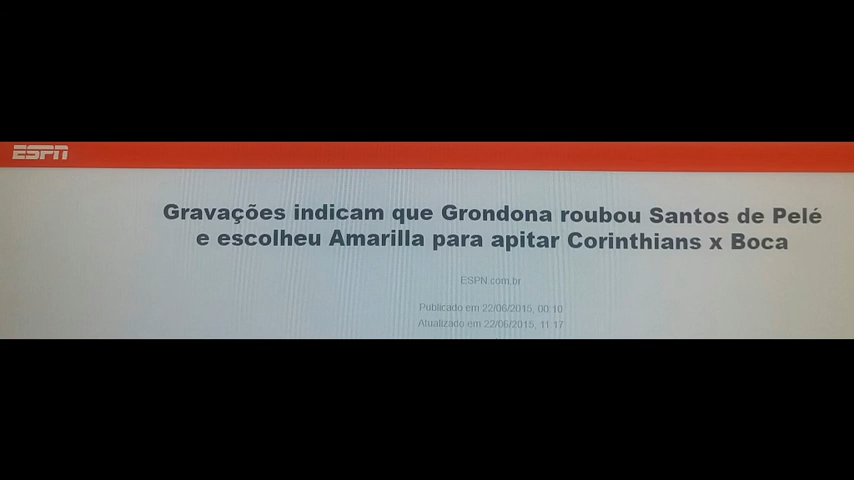 ESPN
Gravações indicam que Grondona roubou Santos de Pelé
e escolheu Amarilla para apitar Corinthians x Boca
ESPN.com.br
Publicado em 22/06/2015, 00:10
Atualizado em 22/06/2015, 11:17